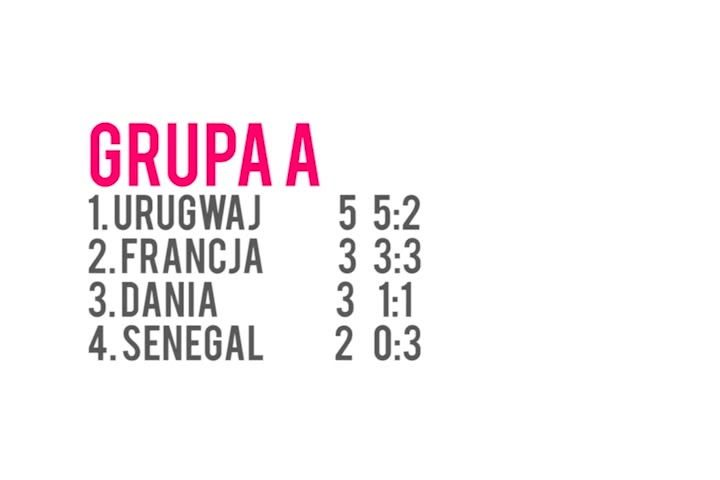 GRUPA A
1. URUGWAJ 5 5:2
2. FRANCJA 3 3:3
3. DANIA 3 1:1
4. SENEGAL 2 0:3